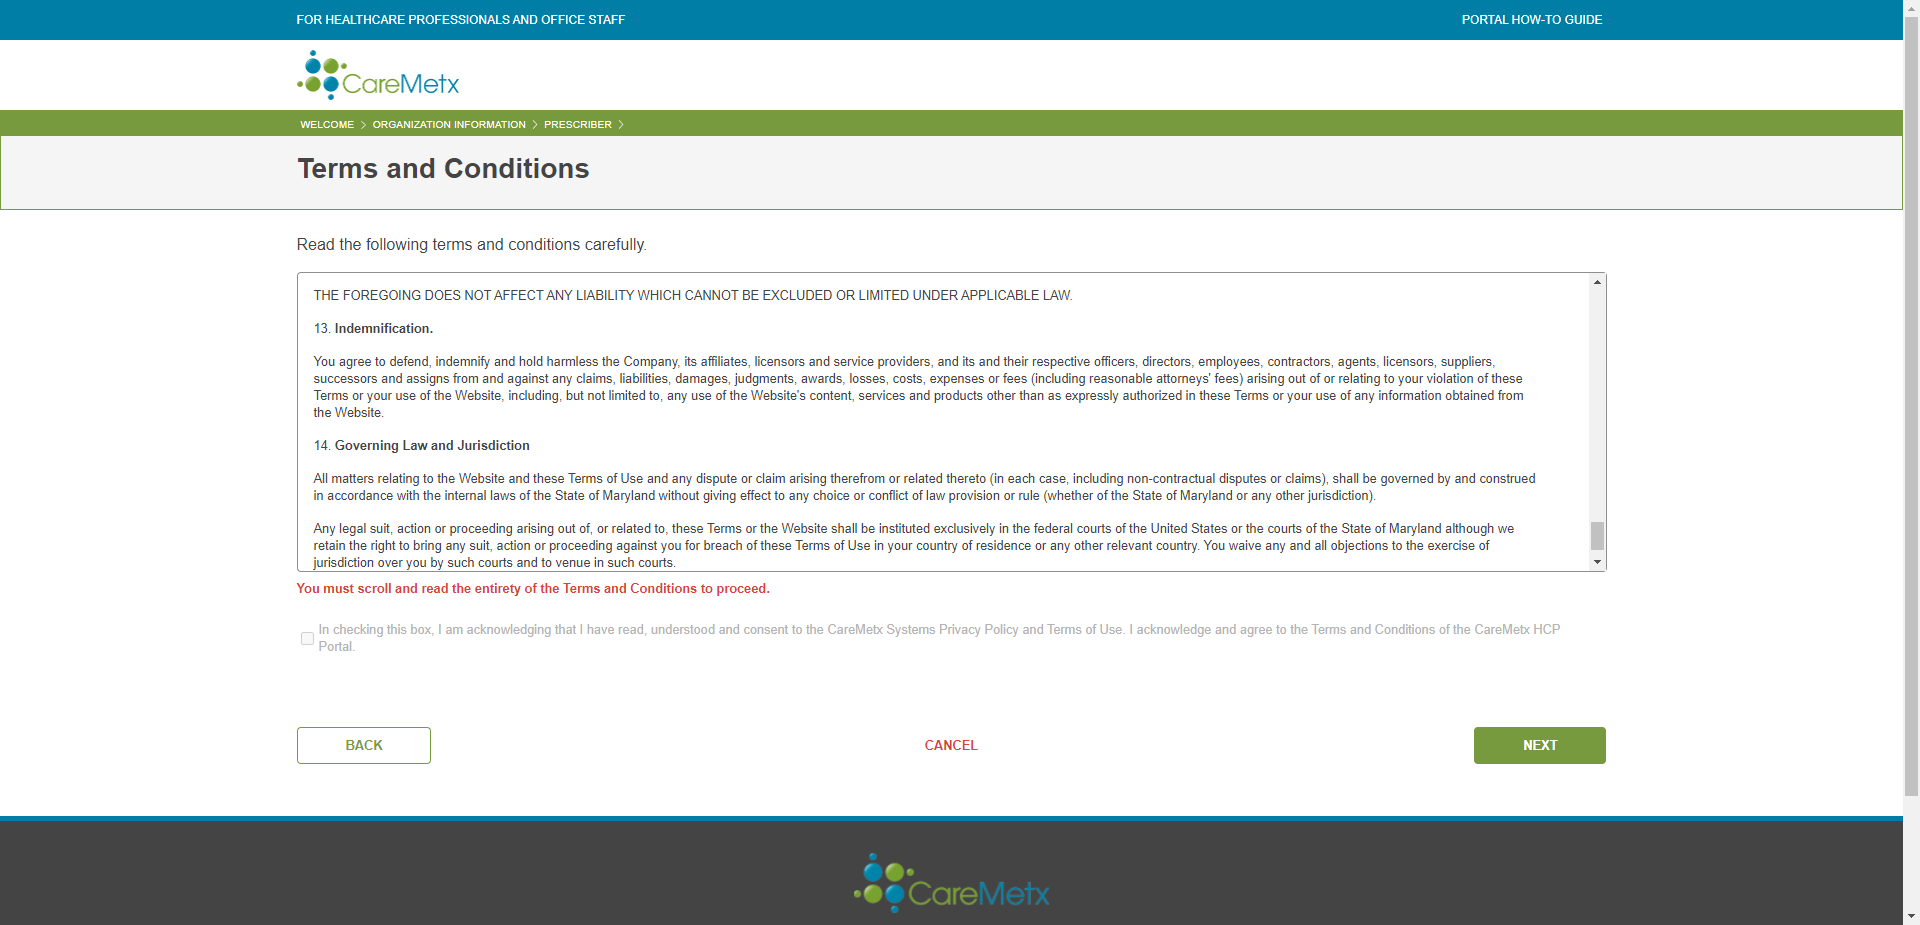 FOR HEALTHCARE PROFESSIONALS AND OFFICE STAFF
PORTAL HOW-TO GUIDE
CareMetx
WELCOME
ORGANIZATION INFORMATION
PRESCRIBER
Terms and Conditions
Read the following terms and conditions carefully.
THE FOREGOING DOES NOT AFFECT ANY LIABILITY WHICH CANNOT BE EXCLUDED OR LIMITED UNDER APPLICABLE LAW.
13. Indemnification.
You agree to defend, indemnify and hold harmless the Company, its affiliates, licensors and service providers, and its and their respective officers, directors, employees, contractors, agents, licensors, suppliers,
successors and assigns from and against any claims, liabilities, damages, judgments, awards, losses, costs, expenses or fees (including reasonable attorneys' fees) arising out of or relating to your violation of these
Terms or your use of the Website, including, but not limited to, any use of the Website's content, services and products other than as expressly authorized in these Terms or your use of any information obtained from
the Website.
14. Governing Law and Jurisdiction
All matters relating to the Website and these Terms of Use and any dispute or claim arising therefrom or related thereto (in each case, including non-contractual disputes or claims), shall be governed by and construed
in accordance with the internal laws of the State of Maryland without giving effect to any choice or conflict of law provision or rule (whether of the State of Maryland or any other jurisdiction).
Any legal suit, action or proceeding arising out of, or related to, these Terms or the Website shall be instituted exclusively in the federal courts of the United States or the courts of the State of Maryland although we
retain the right to bring any suit, action or proceeding against you for breach of these Terms of Use in your country of residence or any other relevant country. You waive any and all objections to the exercise of
jurisdiction over you by such courts and to venue in such courts.
You must scroll and read the entirety of the Terms and Conditions to proceed.
In checking this box, I am acknowledging that I have read, understood and consent to the CareMetx Systems Privacy Policy and Terms of Use. I acknowledge and agree to the Terms and Conditions of the CareMetx HCP
Portal.
BACK
CANCEL
NEXT
CareMetx